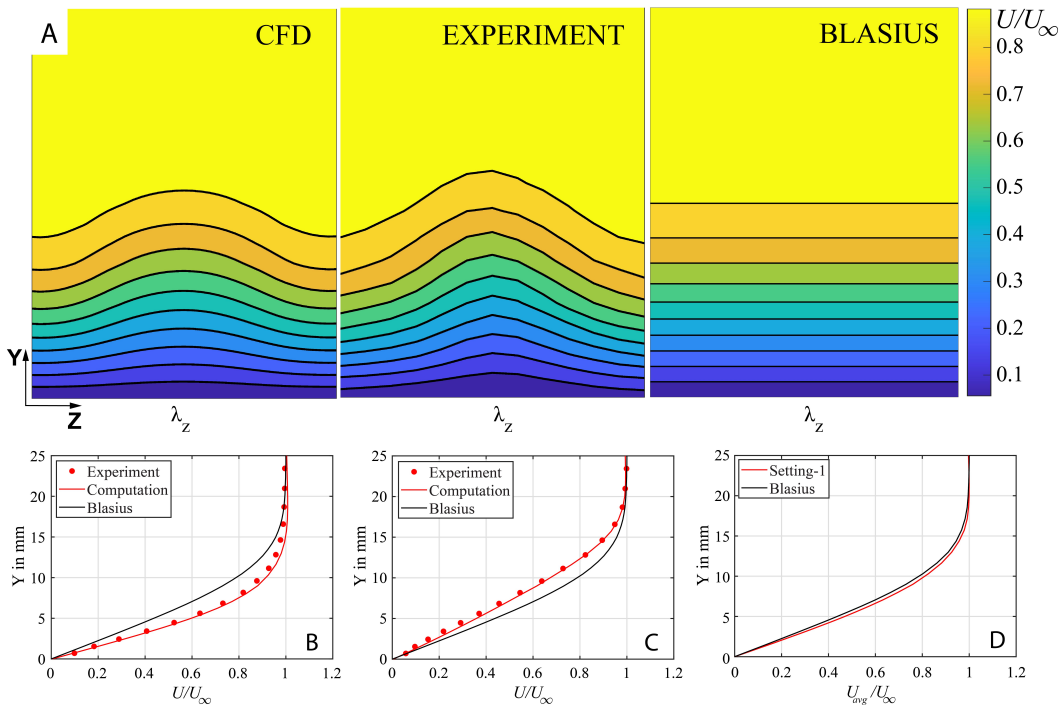 A
CFD
EXPERIMENT
BLASIUS
U/U∞
0.8
0.7
0.6
0.5
0.4
0.3
0.2
0.1
Y
Z
λz
λz
λz
25
20
15
10
5
0
Y in mm
Experiment
Computation
Blasius
B
0 0.2 0.4 0.6 0.8 1 1.2
U/U∞
25
20
15
10
5
0
Y in mm
Experiment
Computation
Blasius
C
0 0.2 0.4 0.6 0.8 1 1.2
U/U∞
25
20
15
10
5
0
Y in mm
Setting-1
Blasius
D
0 0.2 0.4 0.6 0.8 1 1.2
Uavg/U∞